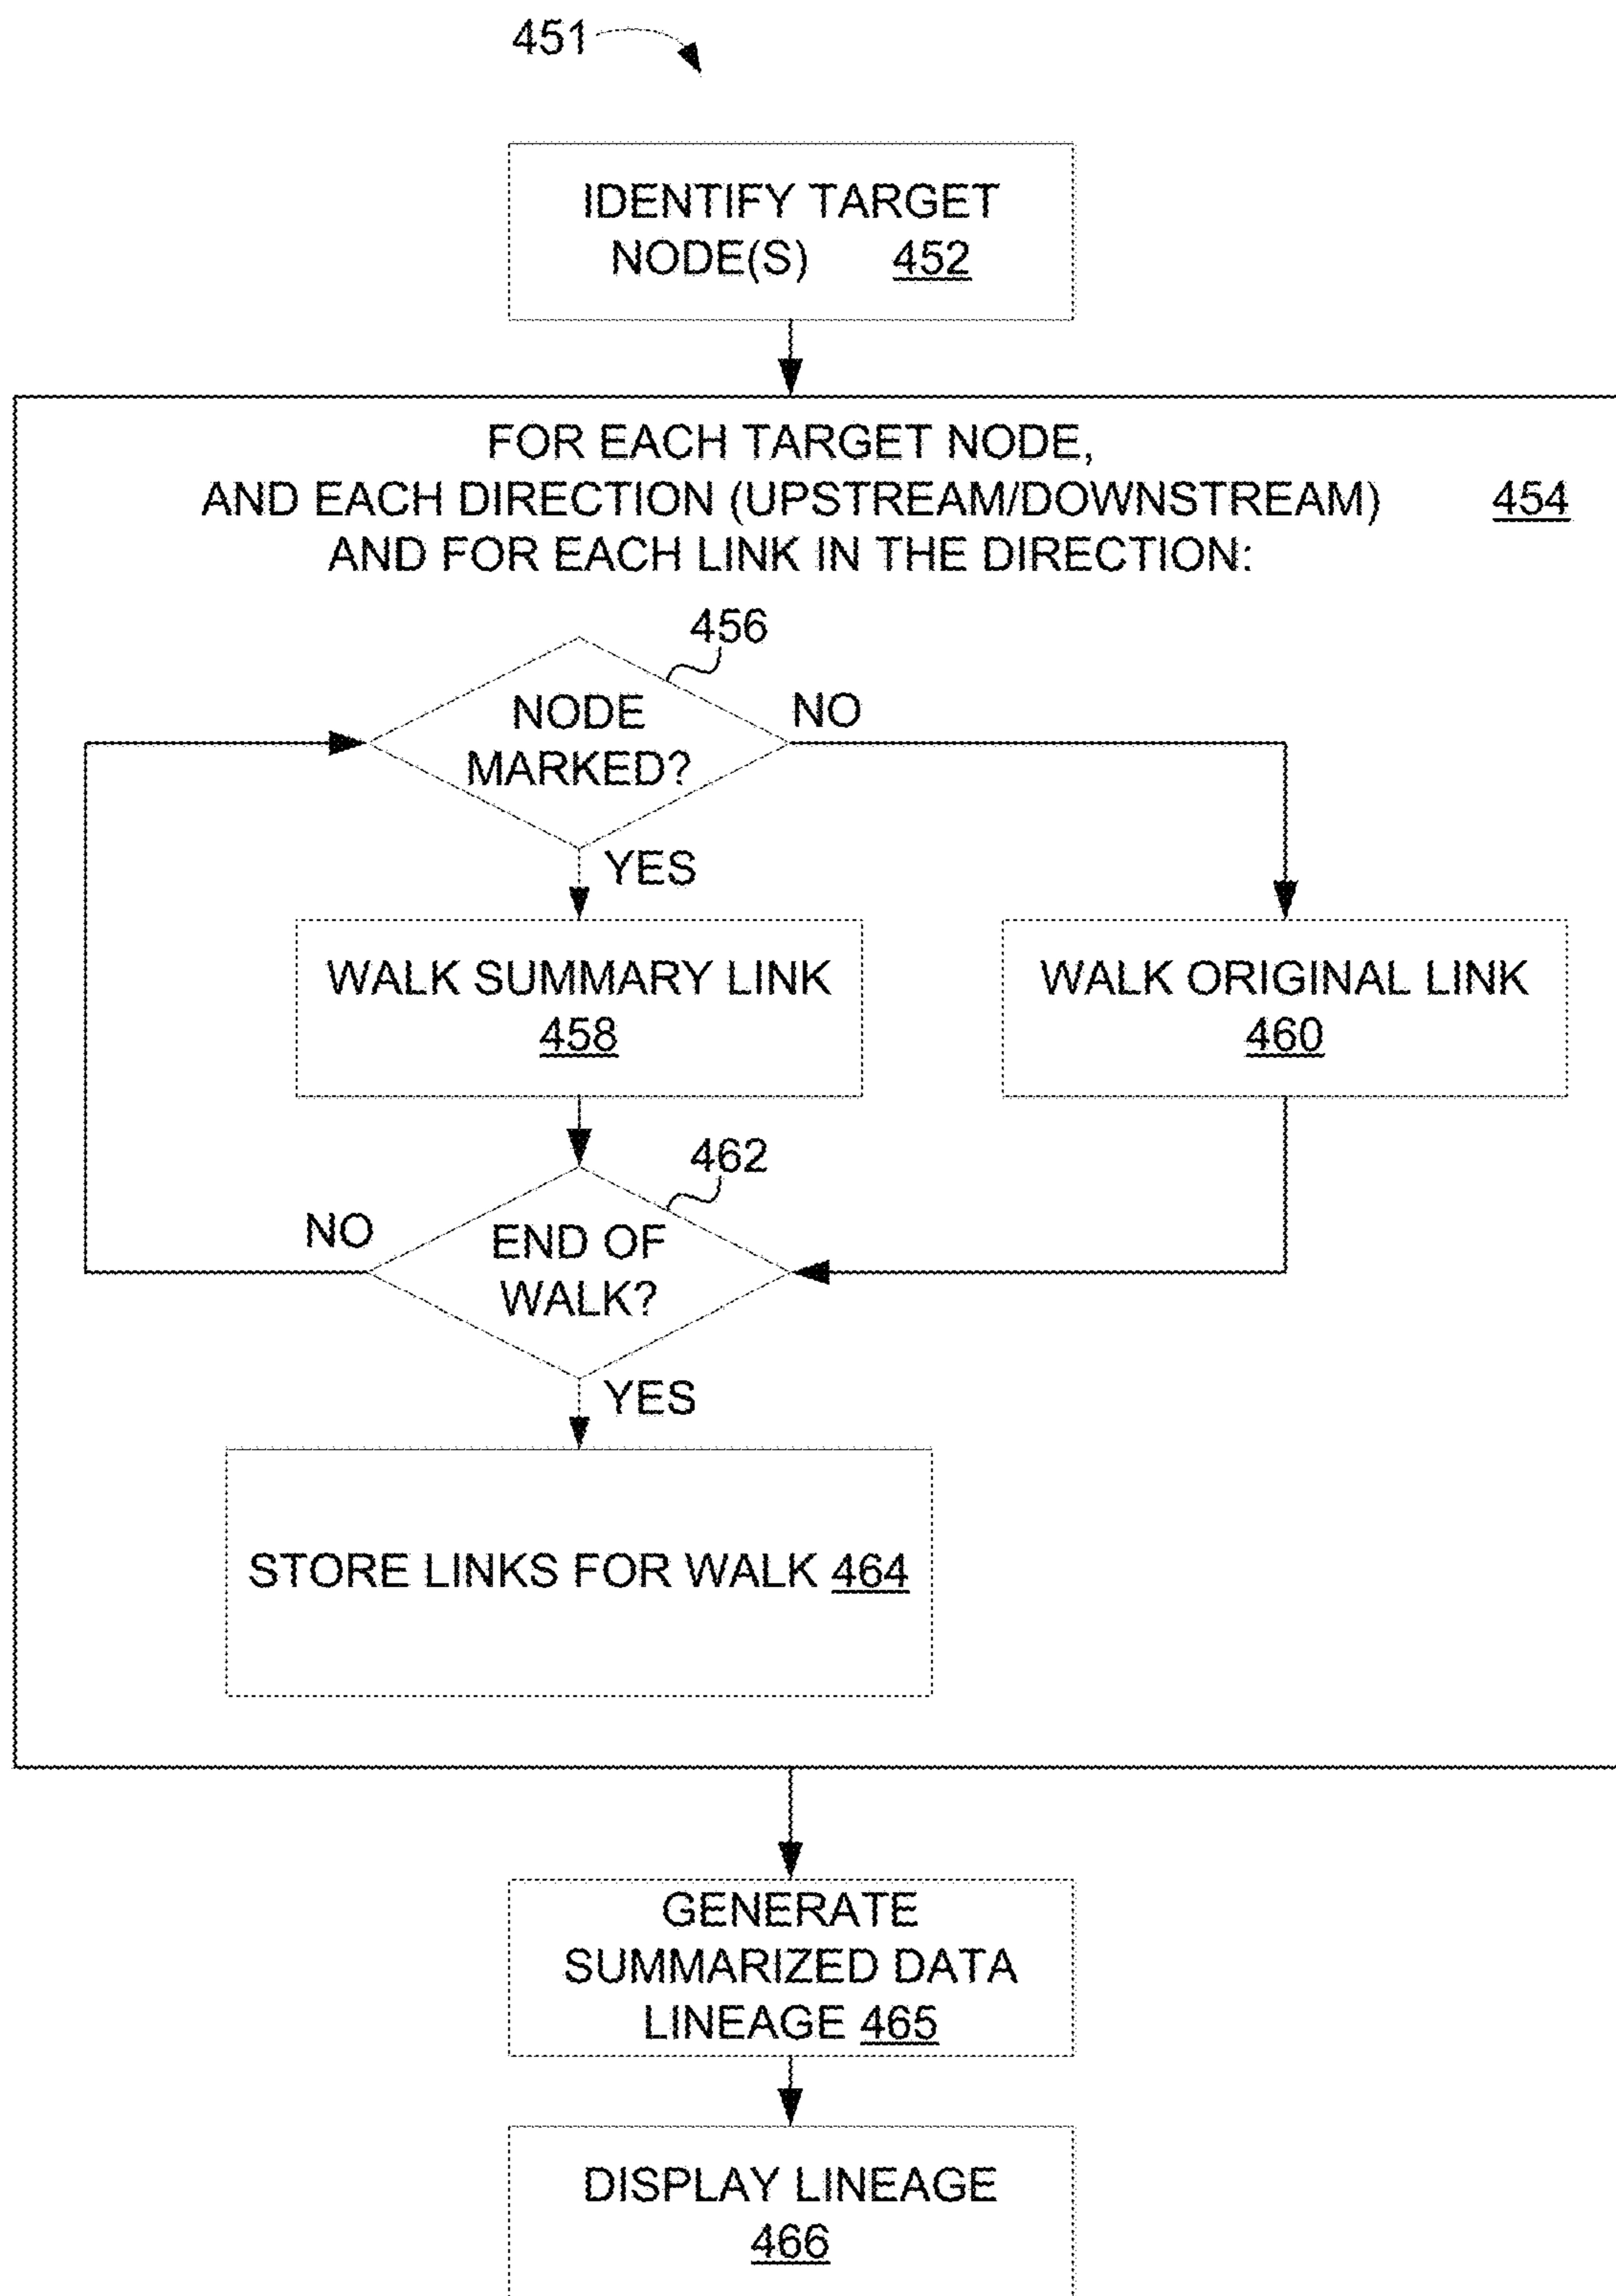 451
IDENTIFY TARGET
NODE(S) 452
FOR EACH TARGET NODE,
AND EACH DIRECTION (UPSTREAM/DOWNSTREAM) 454
AND FOR EACH LINK IN THE DIRECTION:
456
NODE
MARKED?
NO
YES
WALK SUMMARY LINK
458
WALK ORIGINAL LINK
460
462
NO
END OF
WALK?
YES
STORE LINKS FOR WALK 464
GENERATE
SUMMARIZED DATA
LINEAGE 465
DISPLAY LINEAGE
466